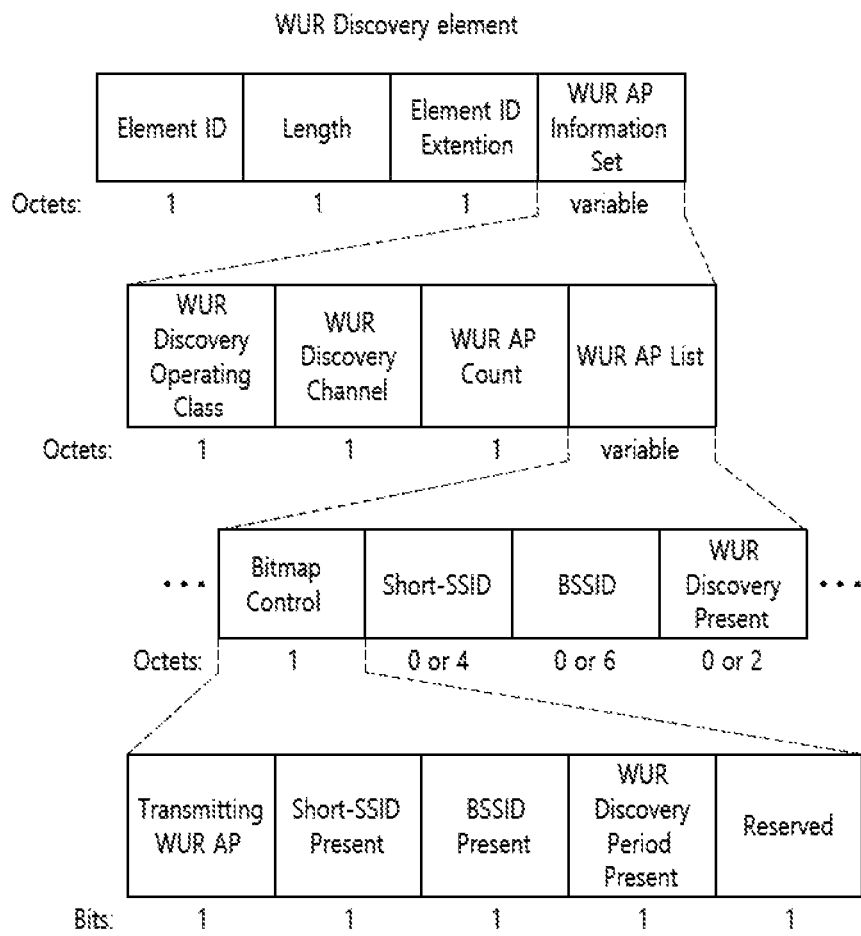 WUR Discovery element
Element ID
Length
Element ID
Extention
WUR AP
Information
Set
Octets: 1 1 1 variable
WUR
Discovery
Operating
Class
WUR
Discovery
Channel
WUR AP
Count
WUR AP List
Octets: 1 1 1 variable
...
Bitmap
Control
Short-SSID
BSSID
WUR
Discovery
Present
...
Octets: 1 0 or 4 0 or 6 0 or 2
Transmitting
WUR AP
Short-SSID
Present
BSSID
Present
WUR
Discovery
Period
Present
Reserved
Bits: 1 1 1 1 1